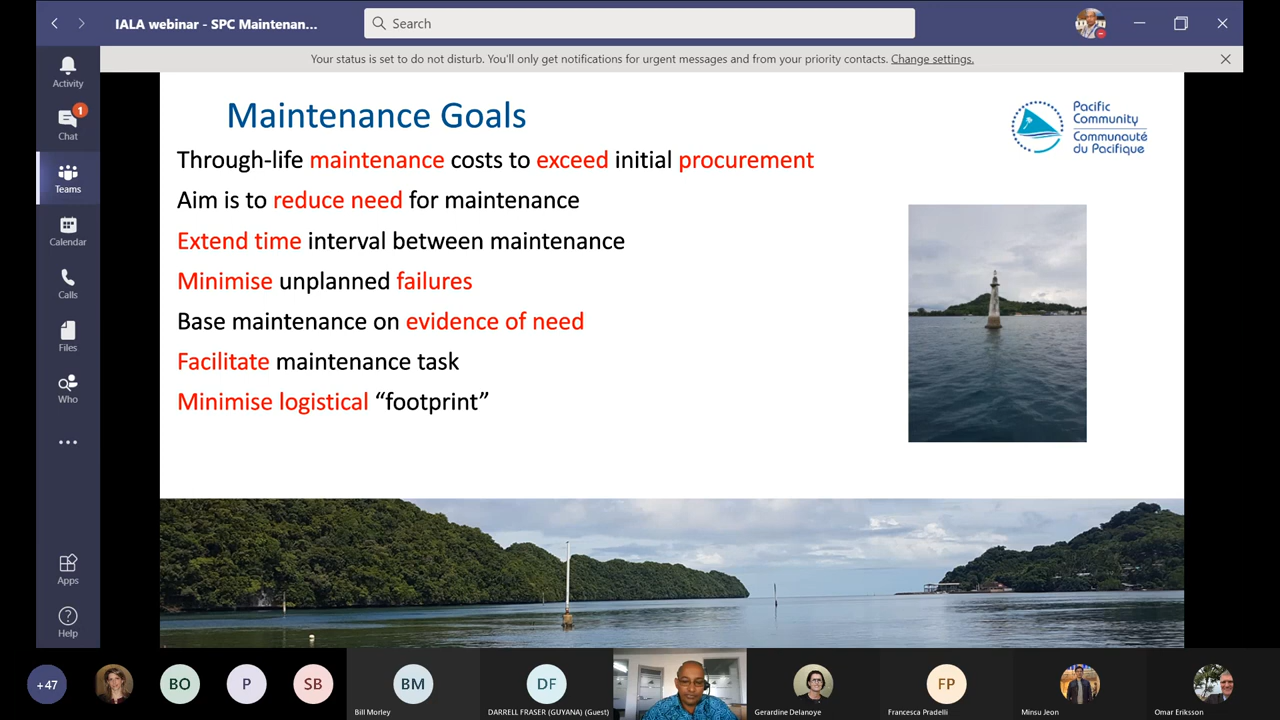 IALA webinar - SPC Maintenan...
Search
Your status is set to do not disturb. You'll only get notifications for urgent messages and from your priority contacts. Change settings.
Activity
1
Chat
Teams
Calendar
Calls
Files
Who
Apps
Help
Maintenance Goals
Pacific
Community
Communauté
du Pacifique
Through-life maintenance costs to exceed initial procurement
Aim is to reduce need for maintenance
Extend time interval between maintenance
Minimise unplanned failures
Base maintenance on evidence of need
Facilitate maintenance task
Minimise logistical “footprint”
+47
BO
P
SB
BM
Bill Morley
DF
DARRELL FRASER (GUYANA) (Guest)
Gerardine Delanoye
FP
Francesca Pradelli
Minsu Jeon
Omar Eriksson